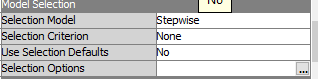 Model Selection
No
Selection Model Stepwise
Selection Criterion None
Use Selection Defaults No
Selection Options ...